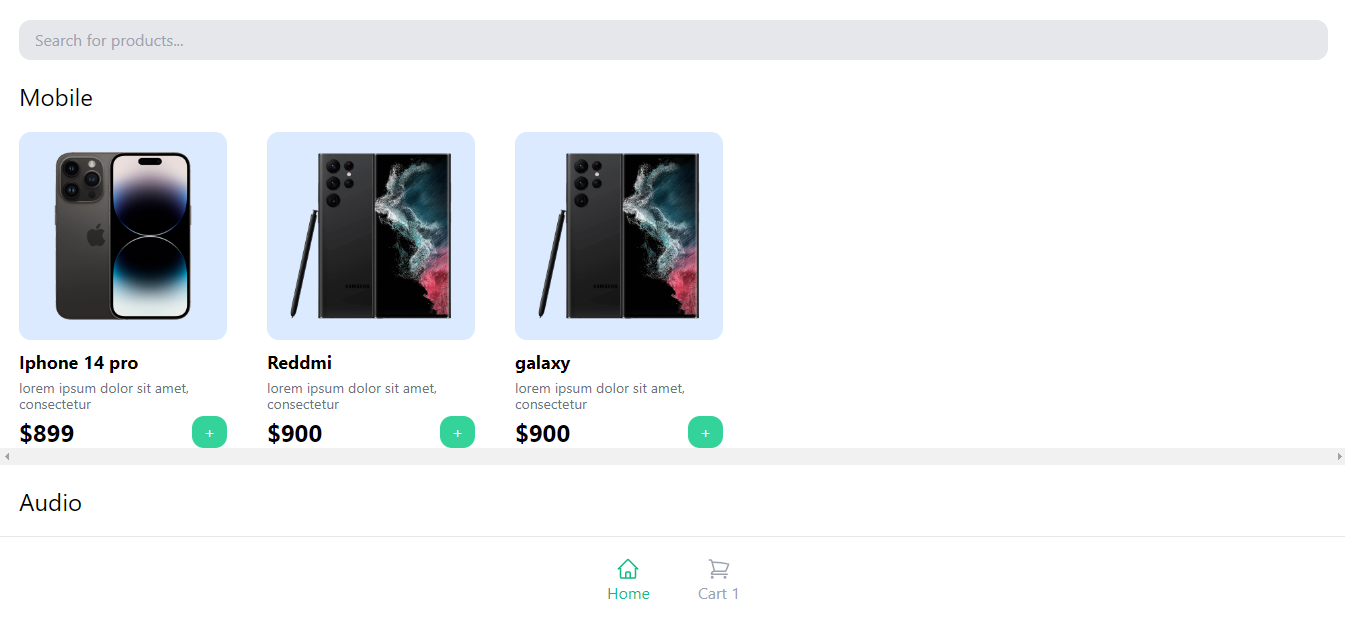 Search for products...
Mobile
Iphone 14 pro
lorem ipsum dolor sit amet,
consectetur
$899
+
Reddmi
lorem ipsum dolor sit amet,
consectetur
$900
+
galaxy
lorem ipsum dolor sit amet,
consectetur
$900
+
Audio
Home
Cart 1